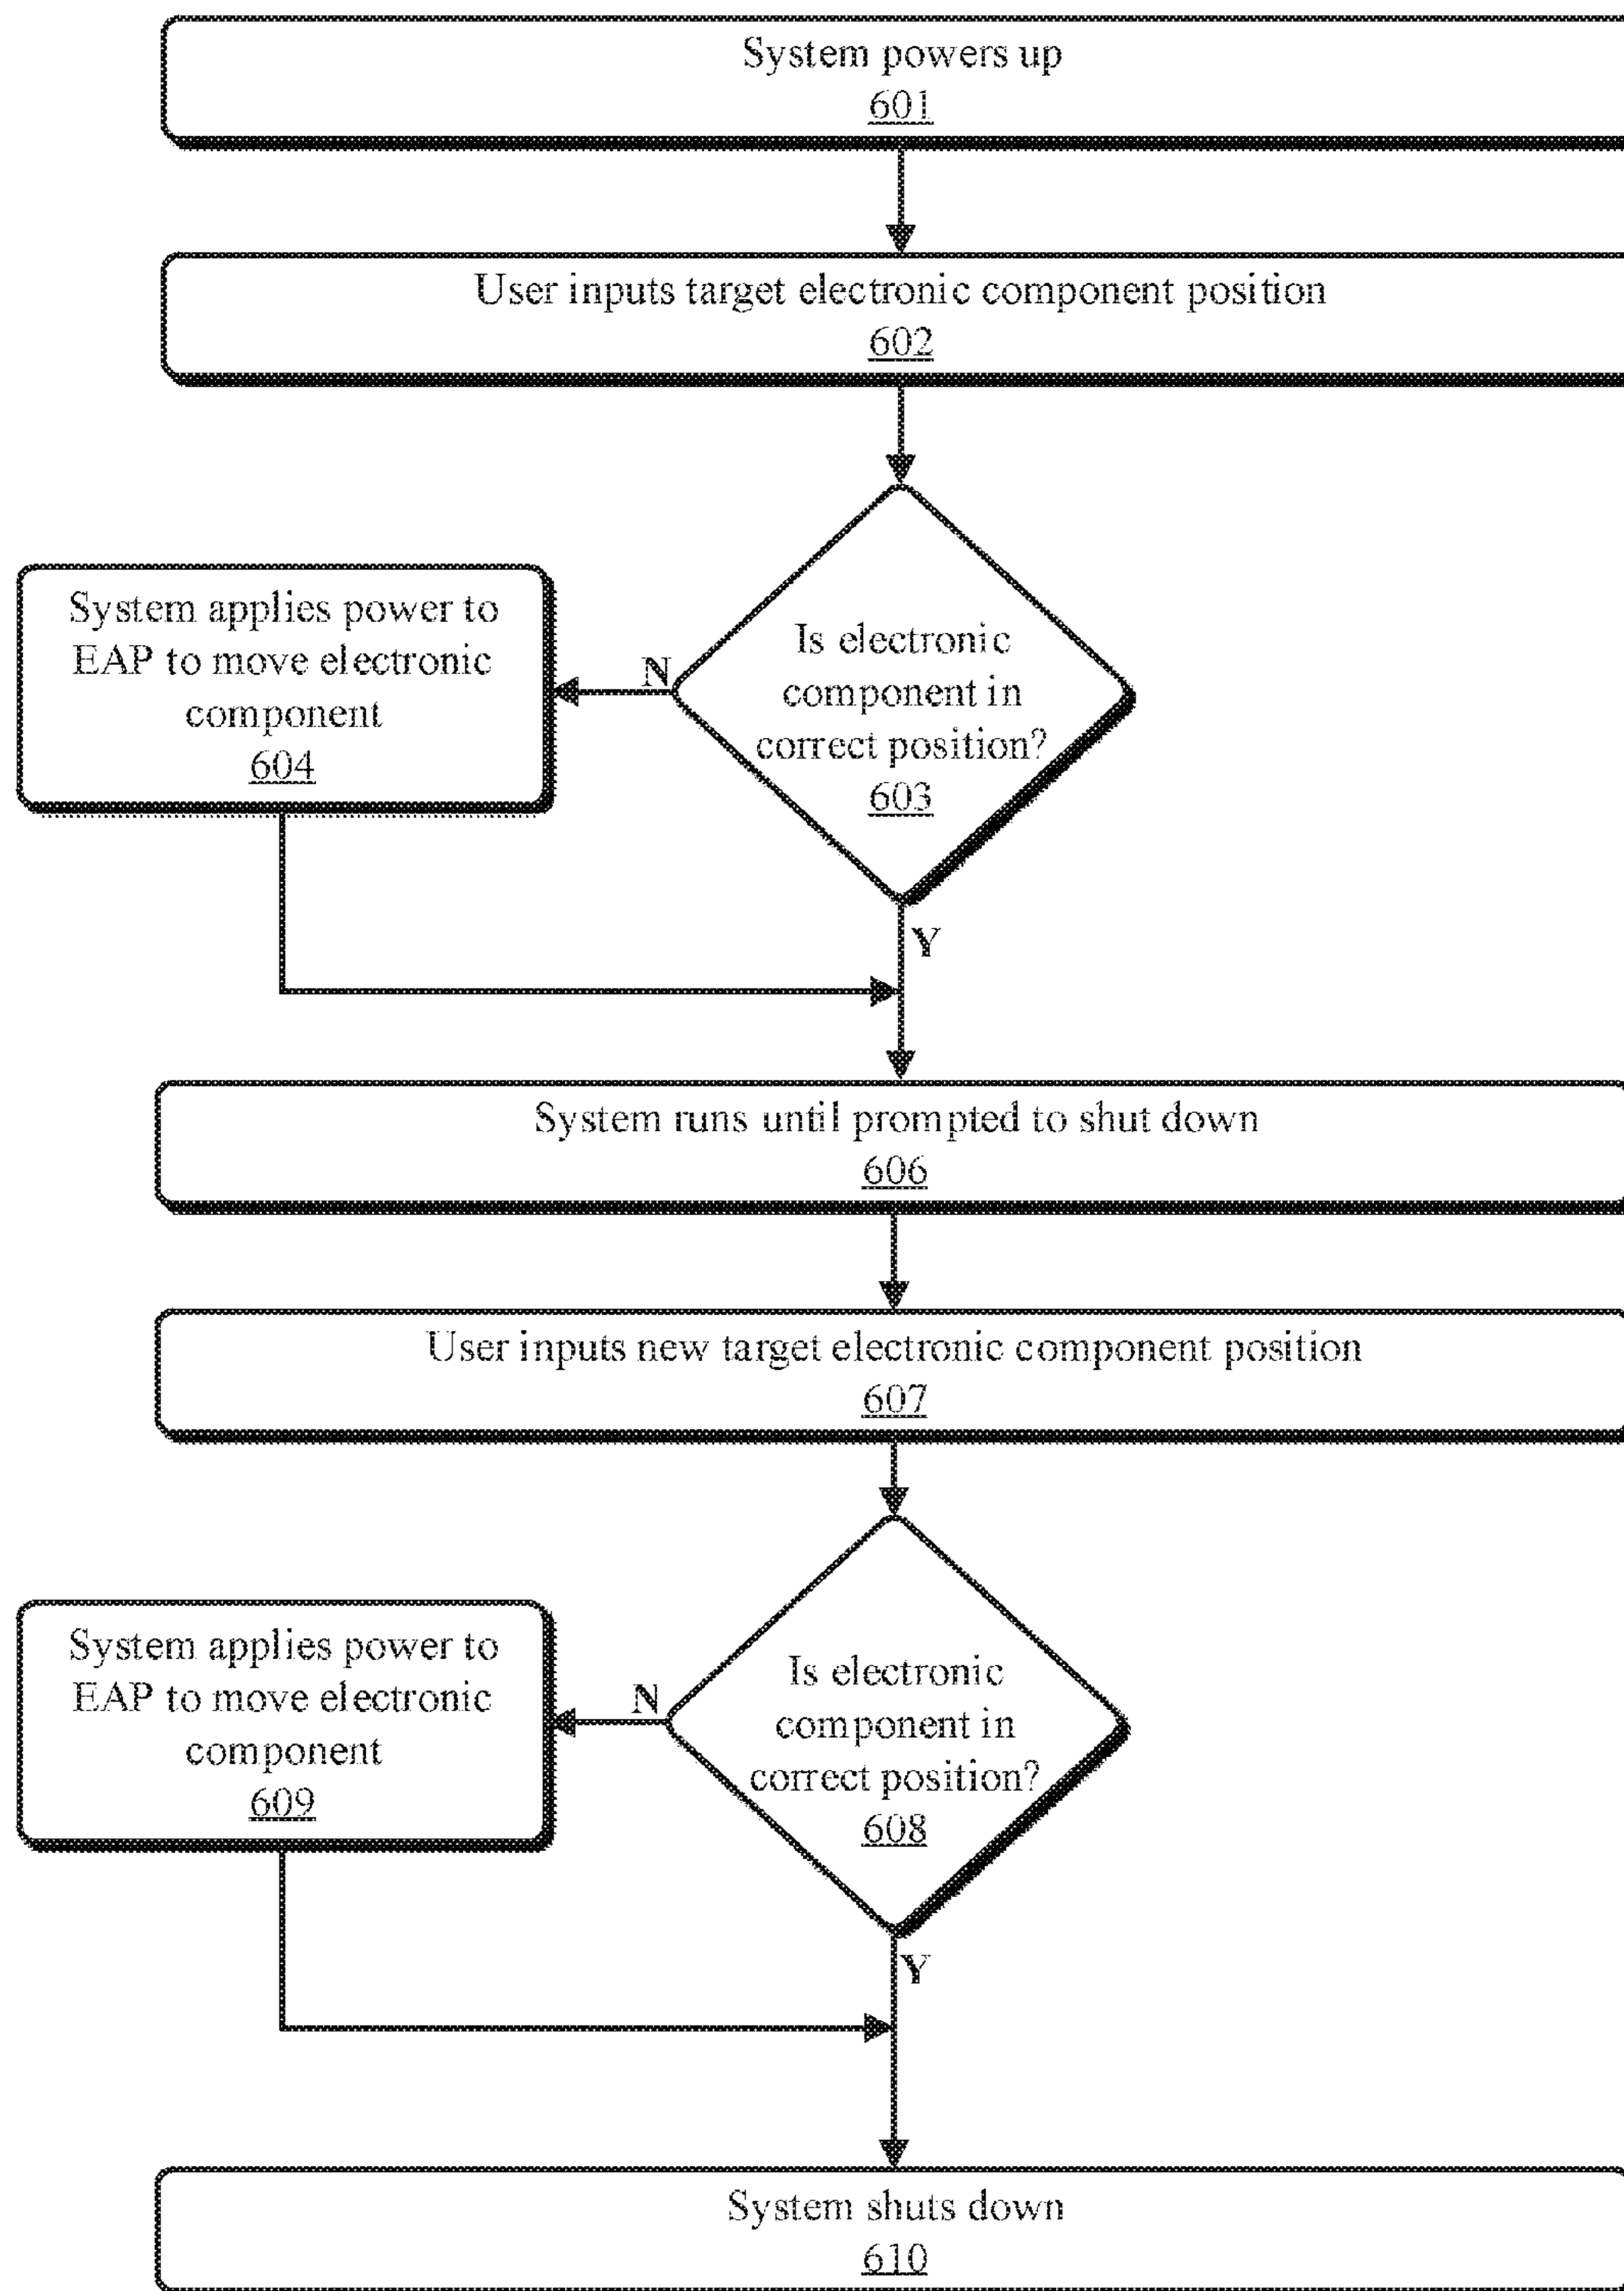 System powers up
601
User inputs target electronic component position
602
Is electronic
component in
correct position?
603
N
System applies power to
EAP to move electronic
component
604
Y
System runs until prompted to shut down
606
User inputs new target electronic component position
607
Is electronic
component in
correct position?
608
N
System applies power to
EAP to move electronic
component
609
Y
System shuts down
610